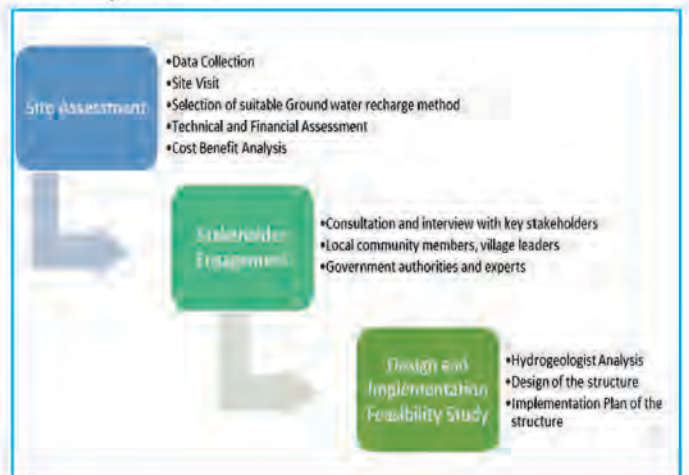 Site Assessment
•Data Collection
•Site Visit
•Selection of suitable Ground water recharge method
•Technical and Financial Assessment
•Cost Benefit Analysis
Stakeholder
Engagement
•Consultation and interview with key stakeholders
•Local community members, village leaders
•Government authorities and experts
Design and
Implementation
Feasibility Study
•Hydrogeologist Analysis
•Design of the structure
•Implementation Plan of the
structure